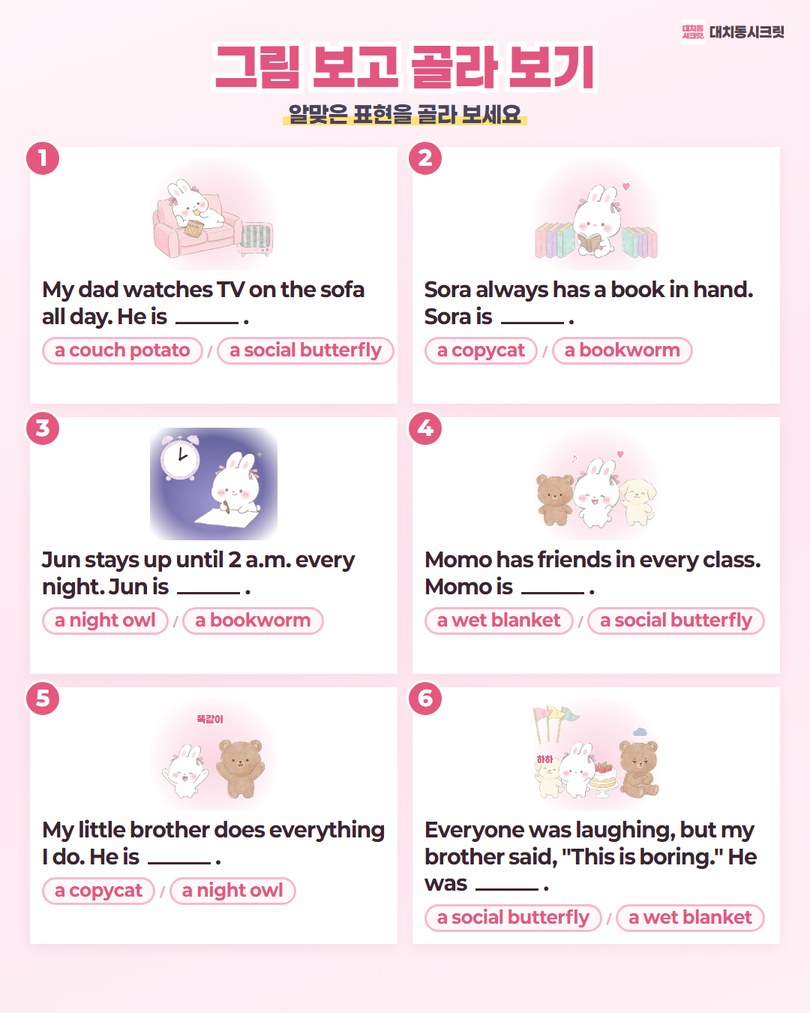 대치동
시크릿
대치동시크릿
그림 보고 골라 보기
알맞은 표현을 골라 보세요
1
My dad watches TV on the sofa
all day. He is ______ .
a couch potato / a social butterfly
2
Sora always has a book in hand.
Sora is ______ .
a copycat / a bookworm
3
Jun stays up until 2 a.m. every
night. Jun is ______ .
a night owl / a bookworm
4
Momo has friends in every class.
Momo is ______ .
a wet blanket / a social butterfly
5
똑같이
My little brother does everything
I do. He is ______ .
a copycat / a night owl
6
하하
Everyone was laughing, but my
brother said, "This is boring." He
was ______ .
a social butterfly / a wet blanket